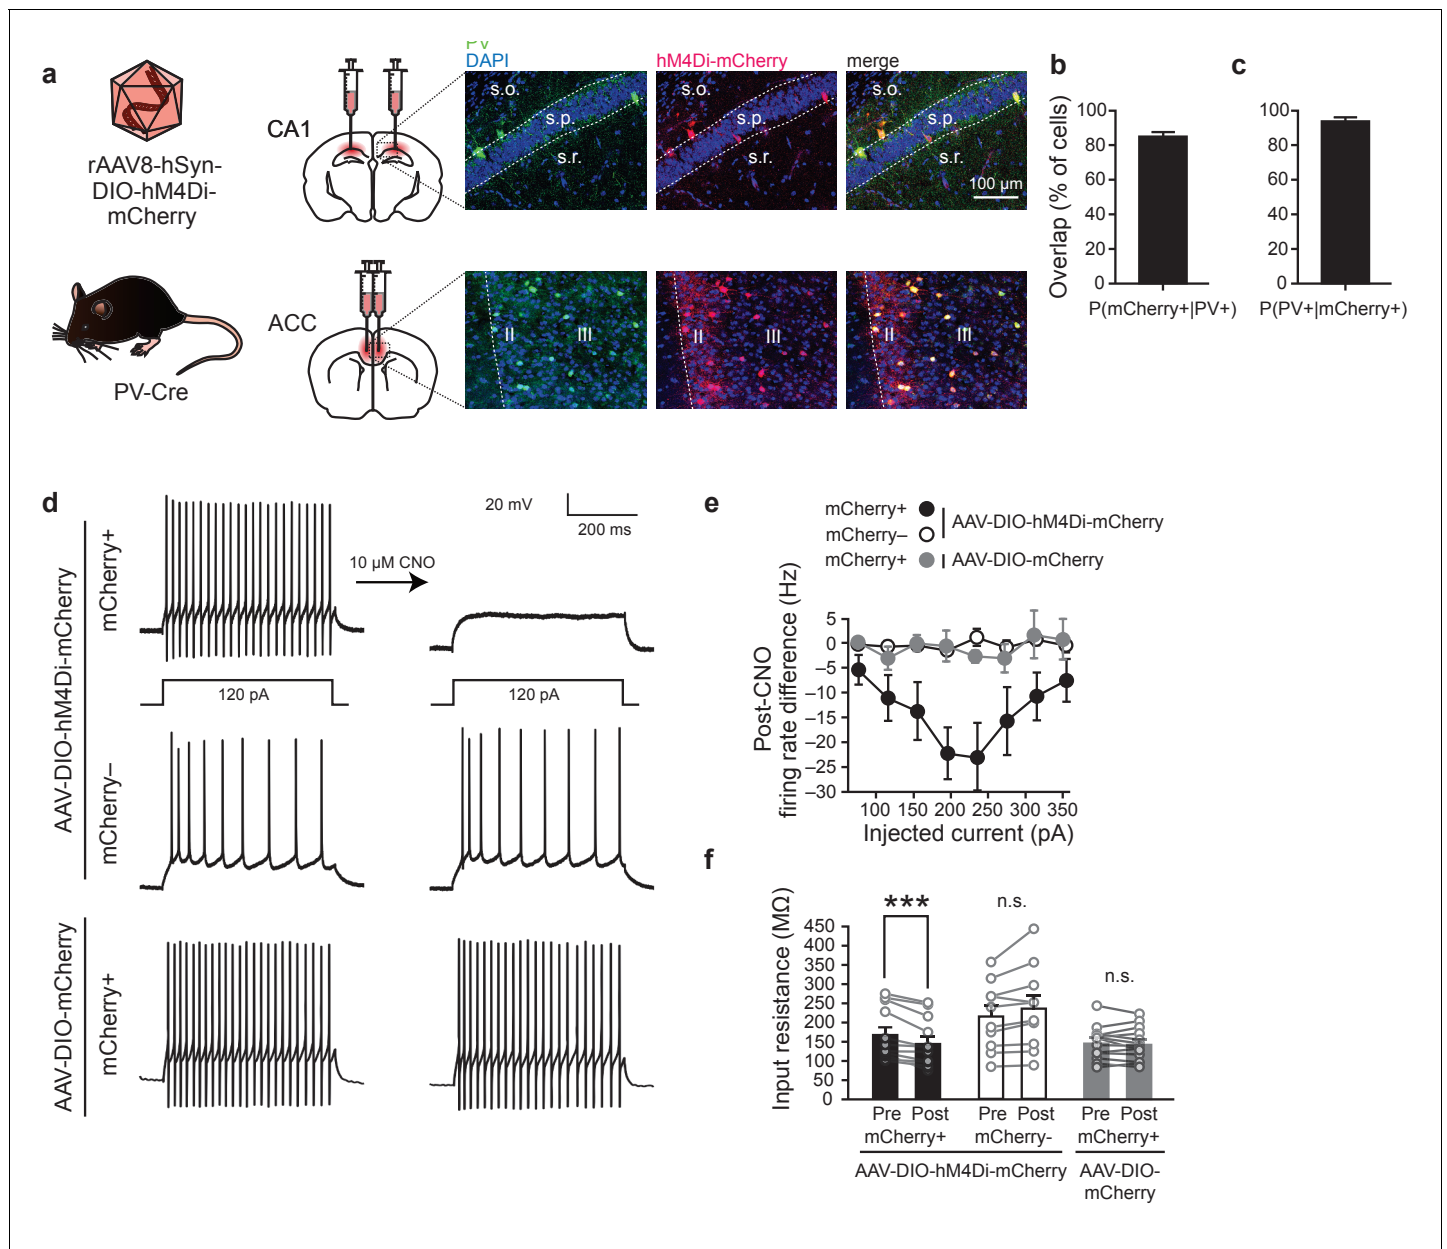 a
rAAV8-hSyn-
DIO-hM4Di-
mCherry
PV-Cre
CA1
ACC
PV
DAPI
hM4Di-mCherry
merge
s.o.
s.p.
s.r.
s.o.
s.p.
s.r.
s.o.
s.p.
s.r.
100 µm
II
III
II
III
II
III
b
Overlap (% of cells)
100
80
60
40
20
0
P(mCherry+|PV+)
c
100
80
60
40
20
0
P(PV+|mCherry+)
d
AAV-DIO-hM4Di-mCherry
mCherry+
10 µM CNO
20 mV
200 ms
120 pA
120 pA
mCherry–
AAV-DIO-mCherry
mCherry+
e
mCherry+
mCherry–
AAV-DIO-hM4Di-mCherry
mCherry+
AAV-DIO-mCherry
Post-CNO
firing rate difference (Hz)
5
0
–5
–10
–15
–20
–25
–30
100 150 200 250 300 350
Injected current (pA)
f
Input resistance (MΩ)
450
400
350
300
250
200
150
100
50
0
***
n.s.
n.s.
Pre Post Pre Post Pre Post
mCherry+ mCherry- mCherry+
AAV-DIO-hM4Di-mCherry
AAV-DIO-
mCherry